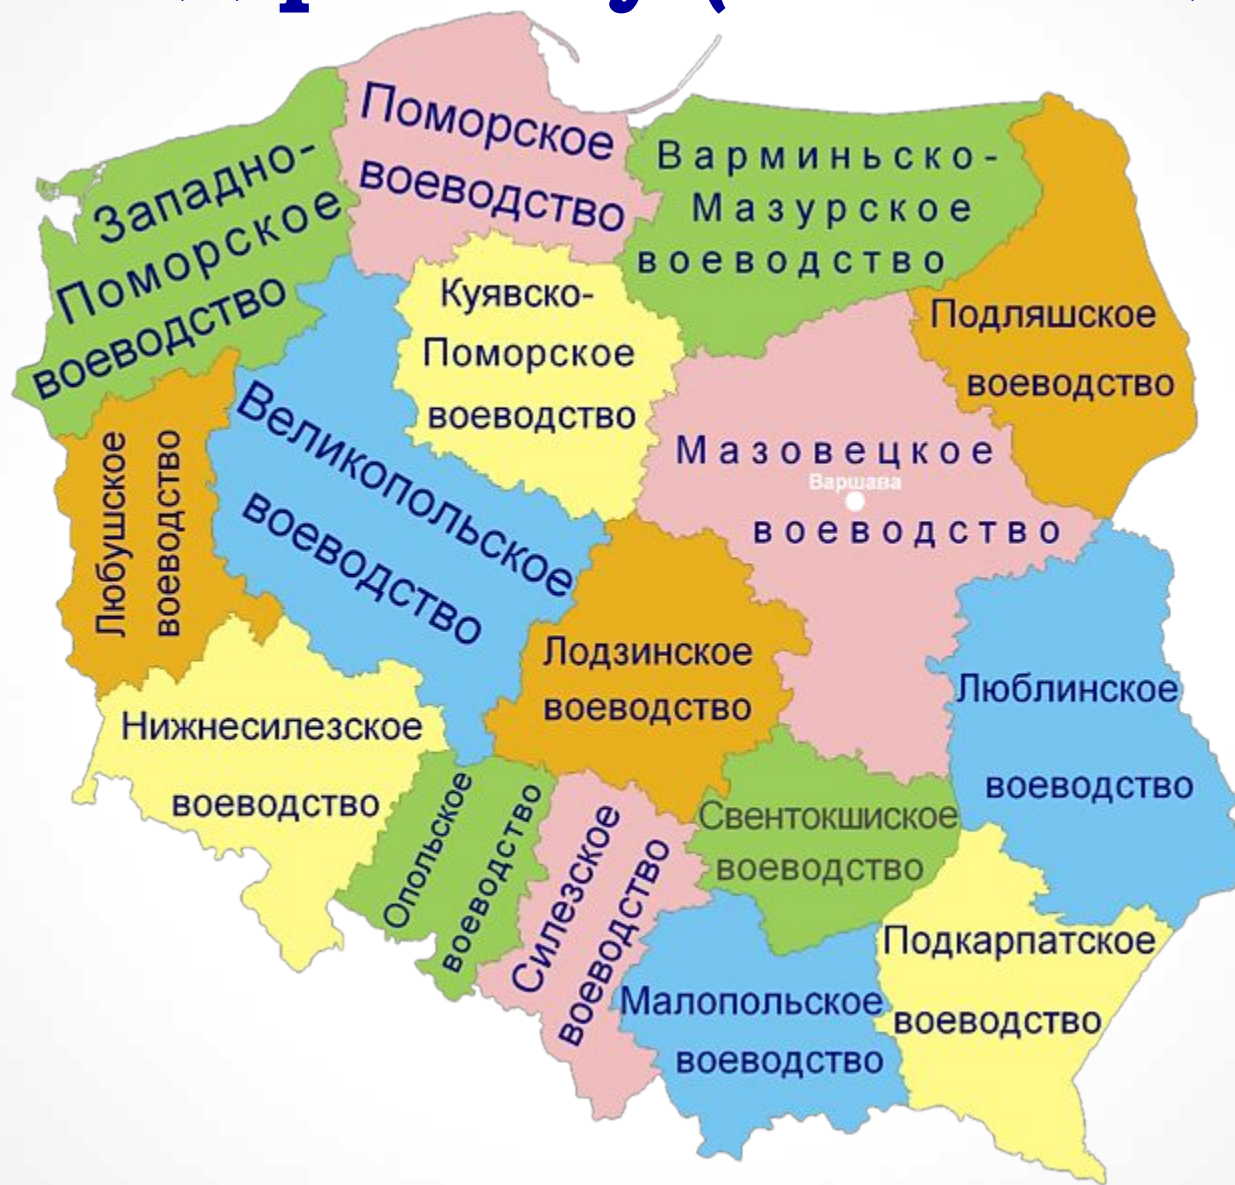 Поморское
воеводство
Западно-
Поморское
воеводство
Варминьско-
Мазурское
воеводство
Подляшское
воеводство
Куявско-
Поморское
воеводство
Великопольское
воеводство
Мазовецкое
Варшава
воеводство
Любушское
воеводство
Лодзинское
воеводство
Люблинское
воеводство
Нижнесилезское
воеводство
Опольское
воеводство
Силезское
воеводство
Свентокшиское
воеводство
Малопольское
воеводство
Подкарпатское
воеводство